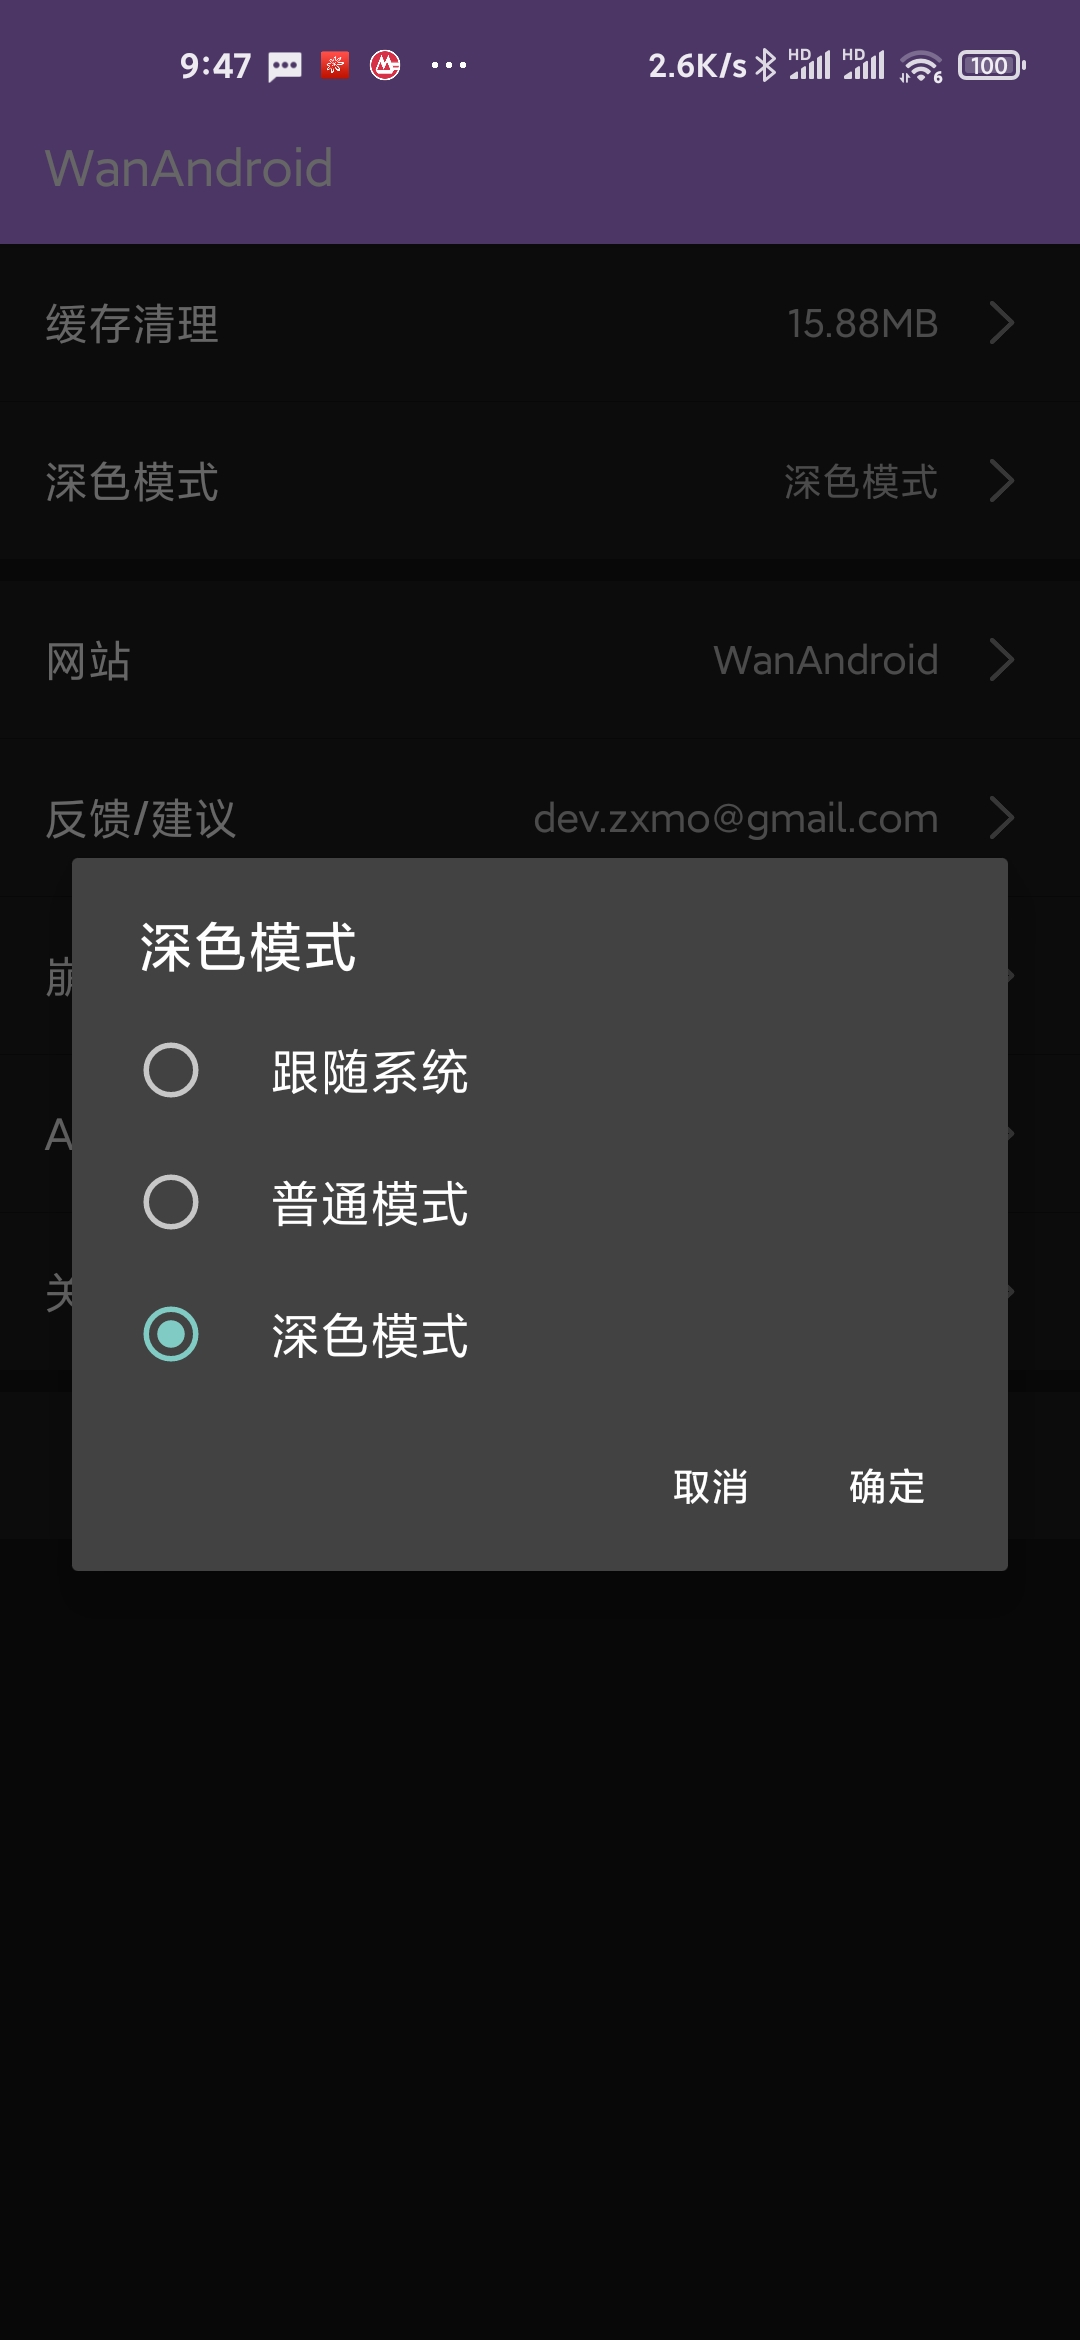 9:47 2.6K/s HD HD 6 100
WanAndroid
缓存清理 15.88MB
深色模式 深色模式
网站 WanAndroid
反馈/建议 dev.zxmo@gmail.com
崩
A
关
深色模式
跟随系统
普通模式
深色模式
取消 确定